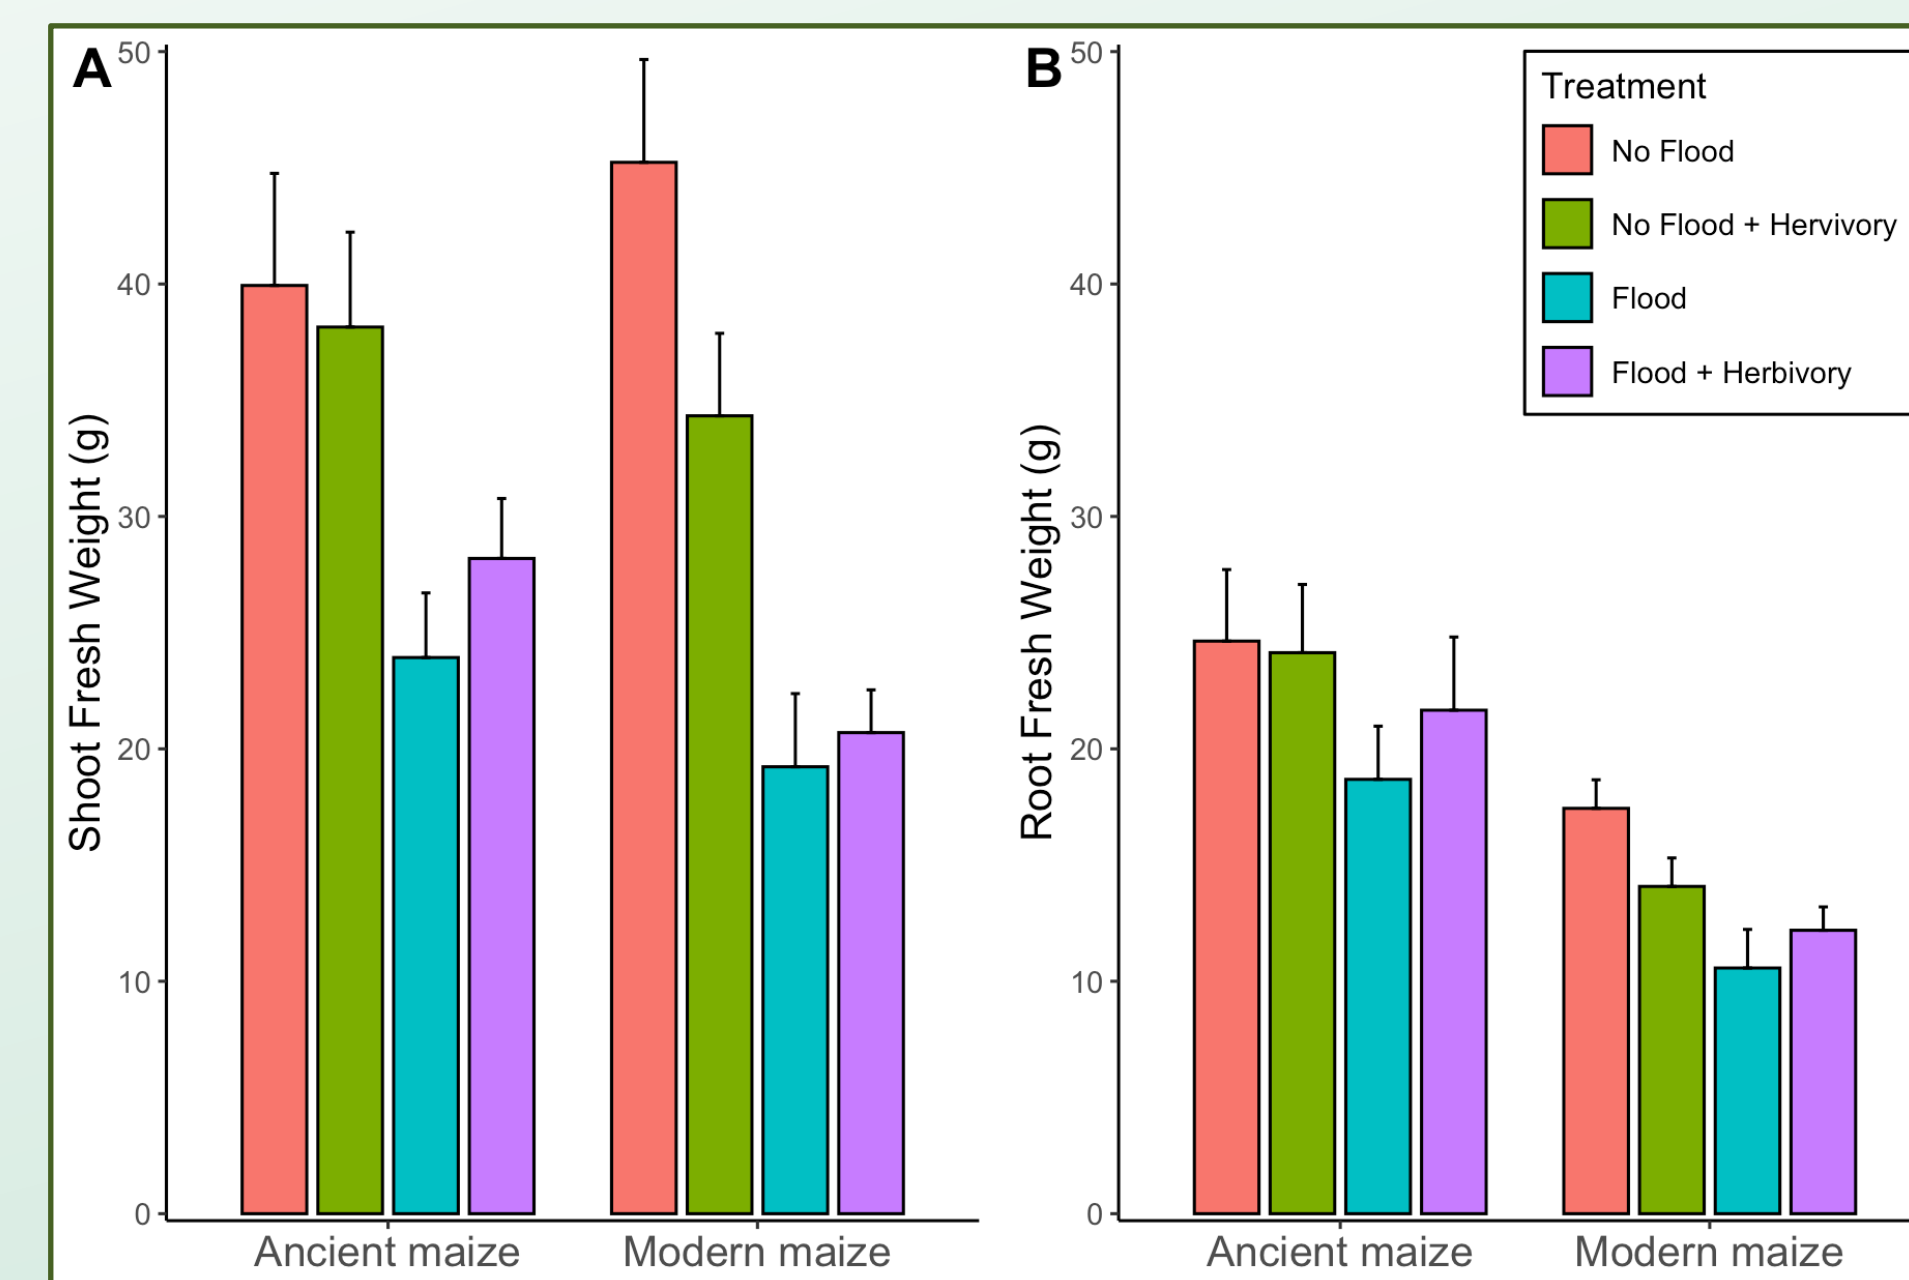 A
50
40
30
20
10
0
Shoot Fresh Weight (g)
Ancient maize
Modern maize
B
50
40
30
20
10
0
Root Fresh Weight (g)
Ancient maize
Modern maize
Treatment
No Flood
No Flood + Hervivory
Flood
Flood + Herbivory